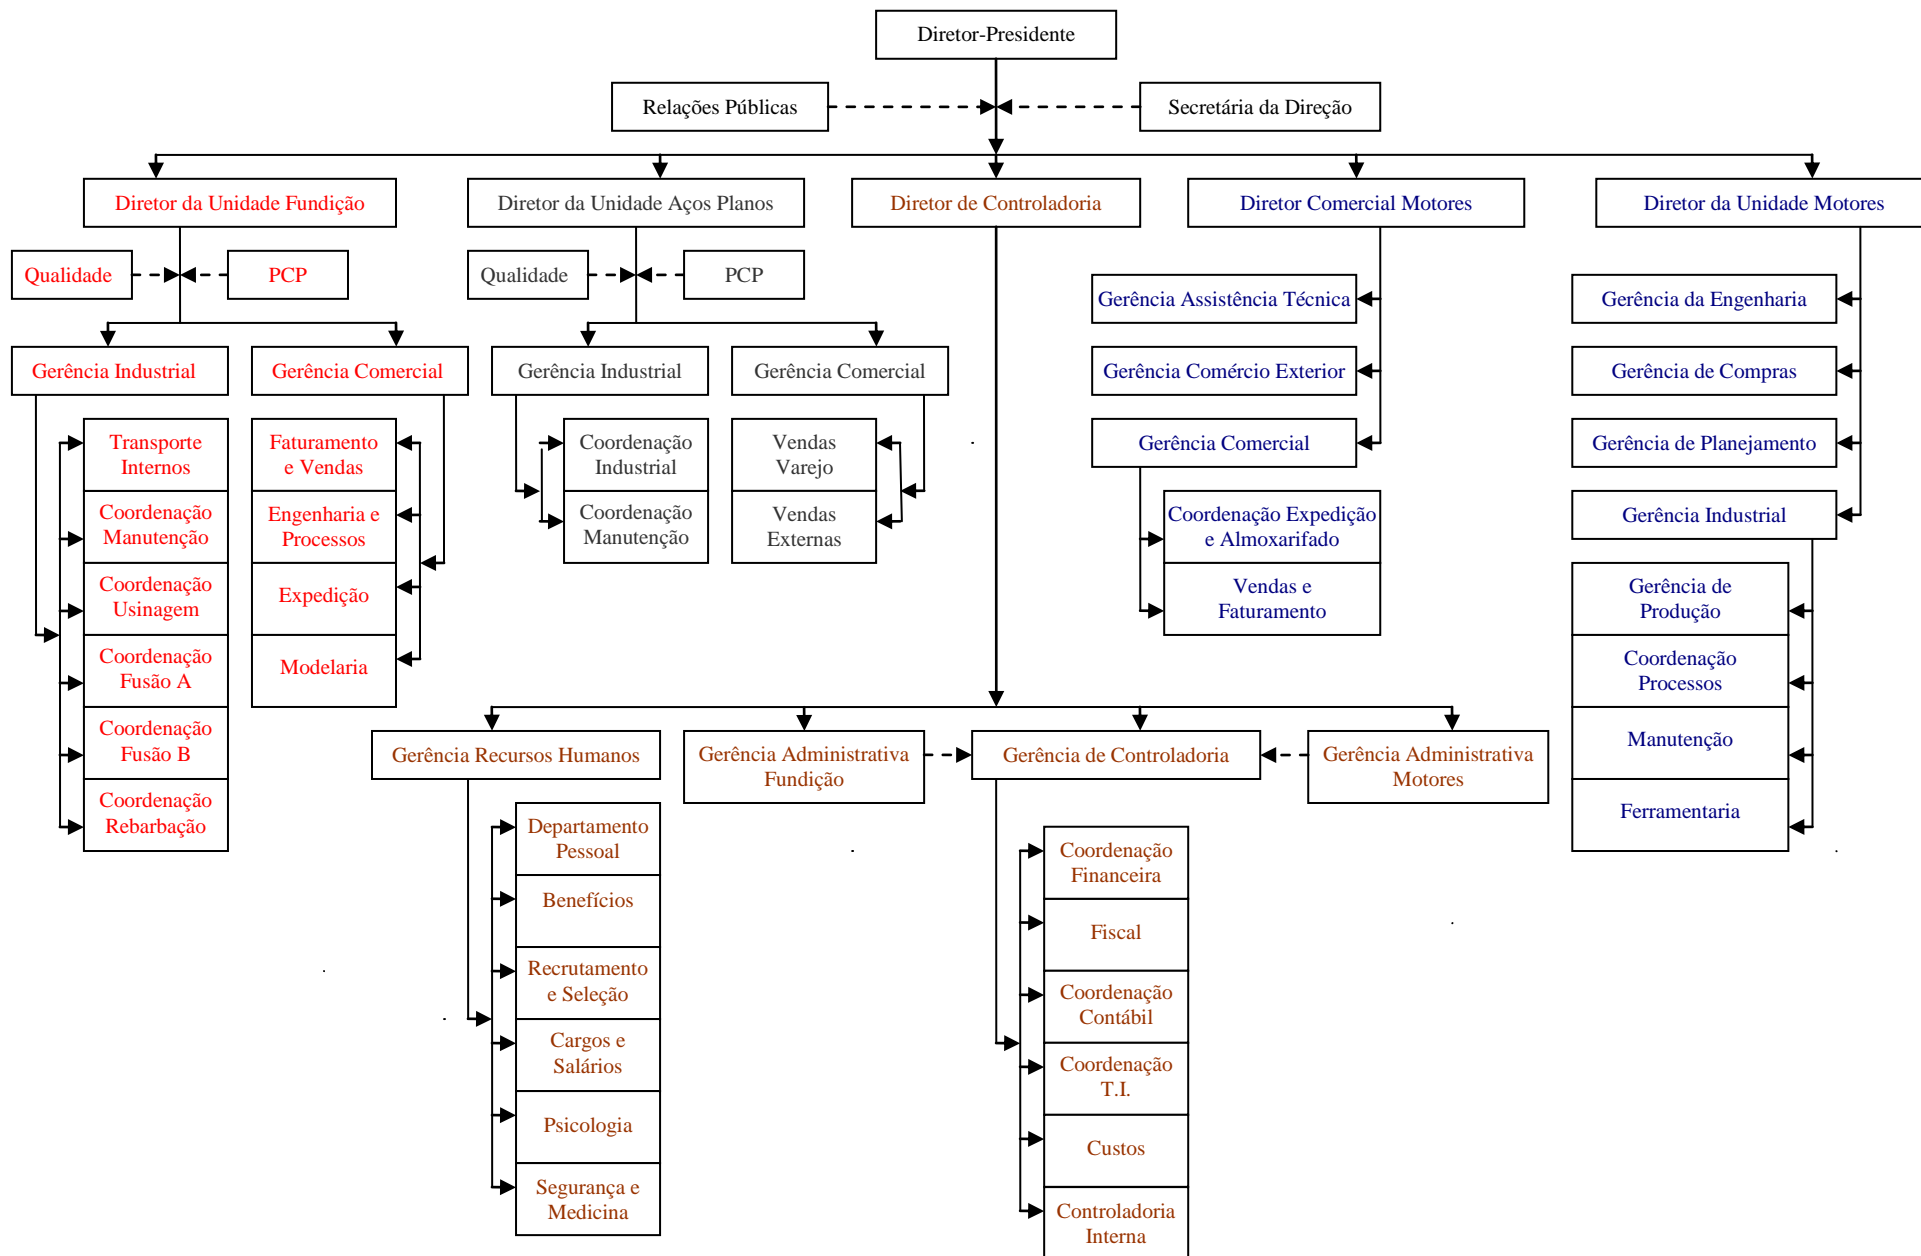 Diretor-Presidente
Relações Públicas
Secretária da Direção
Diretor da Unidade Fundição
Diretor da Unidade Aços Planos
Diretor de Controladoria
Diretor Comercial Motores
Diretor da Unidade Motores
Qualidade
PCP
Qualidade
PCP
Gerência Industrial
Gerência Comercial
Gerência Industrial
Gerência Comercial
Transporte
Internos
Coordenação
Manutenção
Coordenação
Usinagem
Coordenação
Fusão A
Coordenação
Fusão B
Coordenação
Rebarbação
Faturamento
e Vendas
Engenharia e
Processos
Expedição
Modelaria
Coordenação
Industrial
Coordenação
Manutenção
Vendas
Varejo
Vendas
Externas
Gerência Assistência Técnica
Gerência Comércio Exterior
Gerência Comercial
Coordenação Expedição
e Almoxarifado
Vendas e
Faturamento
Gerência da Engenharia
Gerência de Compras
Gerência de Planejamento
Gerência Industrial
Gerência de
Produção
Coordenação
Processos
Manutenção
Ferramentaria
Gerência Recursos Humanos
Gerência Administrativa
Fundição
Gerência de Controladoria
Gerência Administrativa
Motores
Departamento
Pessoal
Benefícios
Recrutamento
e Seleção
Cargos e
Salários
Psicologia
Segurança e
Medicina
Coordenação
Financeira
Fiscal
Coordenação
Contábil
Coordenação
T.I.
Custos
Controladoria
Interna